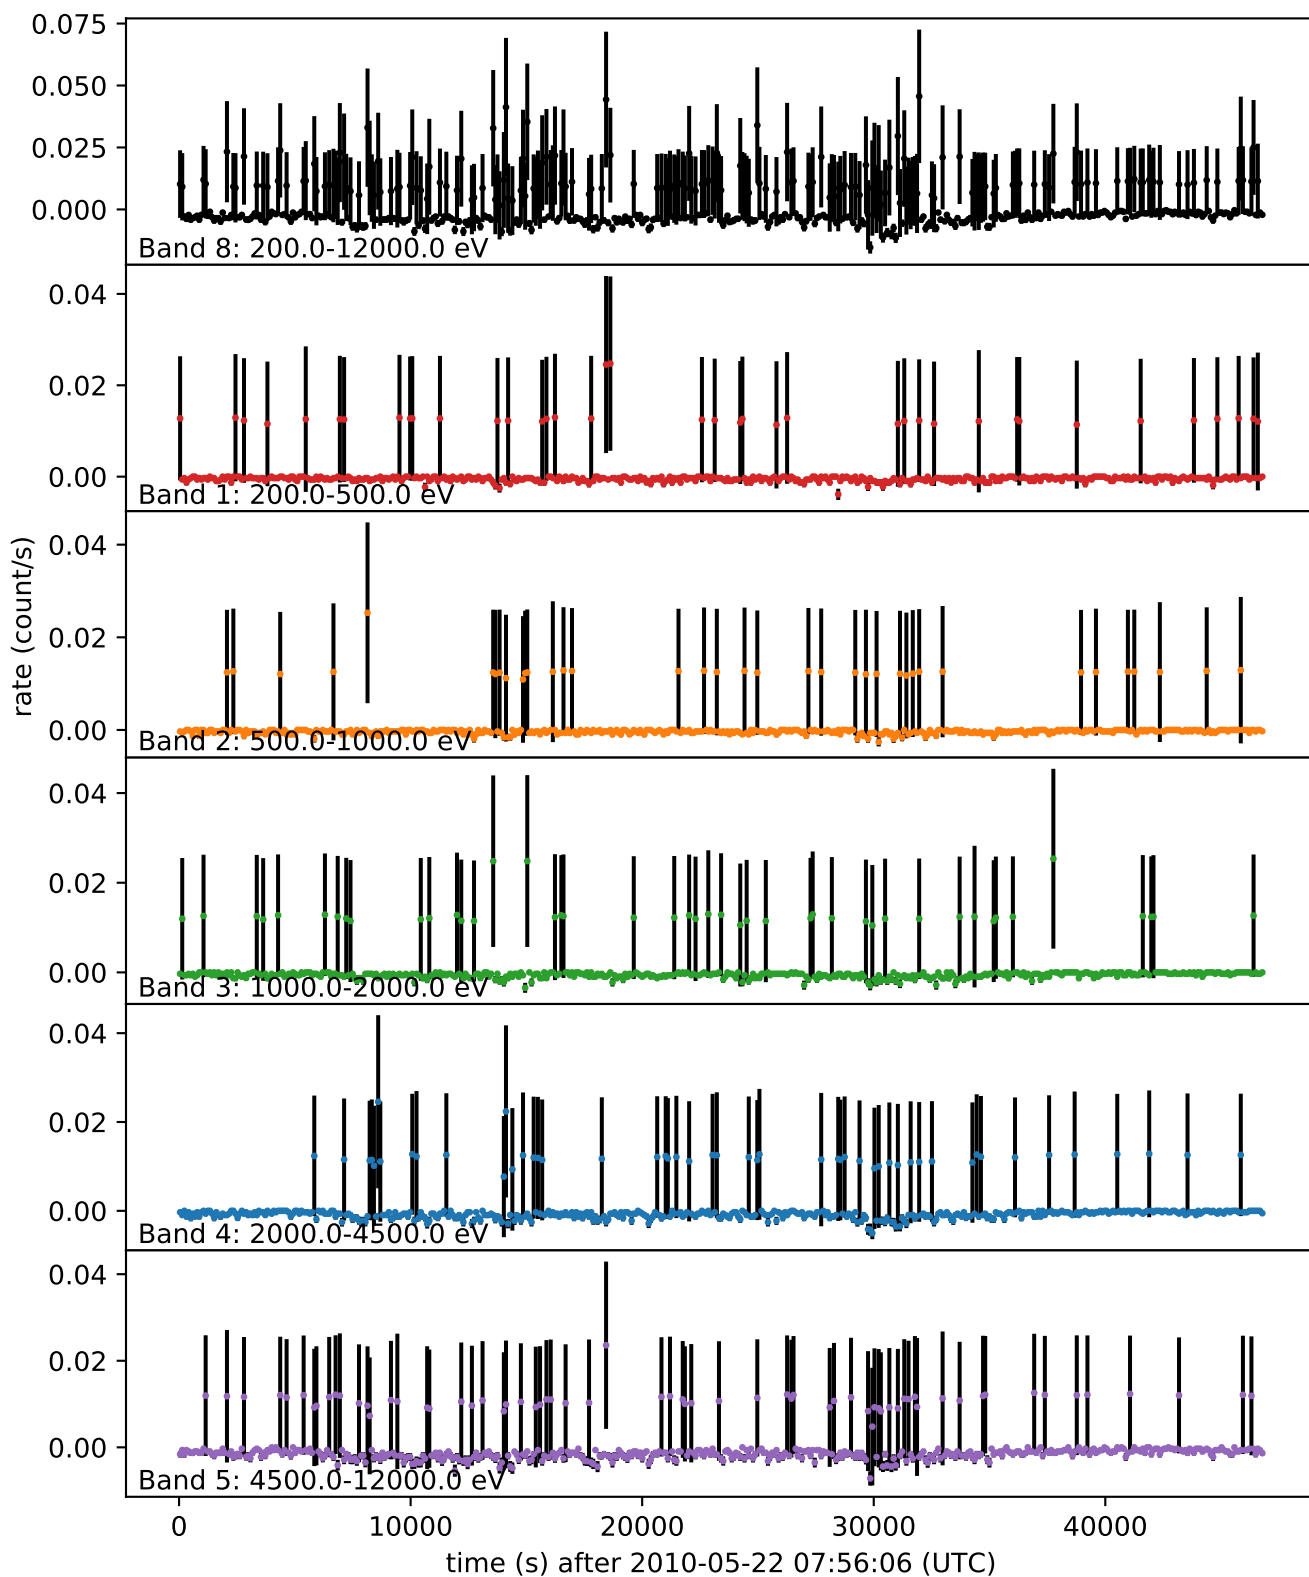 0.075
0.050
0.025
0.000
Band 8: 200.0-12000.0 eV
0.04
0.02
0.00
Band 1: 200.0-500.0 eV
0.04
0.02
0.00
Band 2: 500.0-1000.0 eV
rate (count/s)
0.04
0.02
0.00
Band 3: 1000.0-2000.0 eV
0.04
0.02
0.00
Band 4: 2000.0-4500.0 eV
0.04
0.02
0.00
Band 5: 4500.0-12000.0 eV
0 10000 20000 30000 40000
time (s) after 2010-05-22 07:56:06 (UTC)